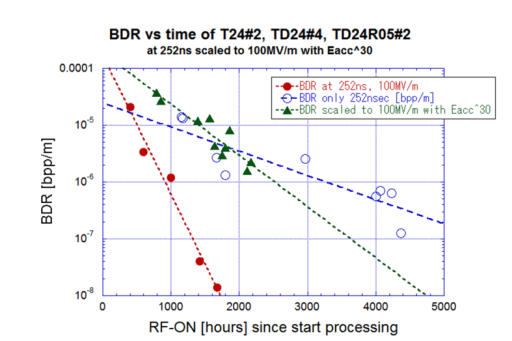 BDR vs time of T24#2, TD24#4, TD24R05#2
at 252ns scaled to 100MV/m with Eacc^30
BDR at 252ns, 100MV/m
BDR only 252nsec [bpp/m]
BDR scaled to 100MV/m with Eacc^30
BDR [bpp/m]
0.0001
10-5
10-6
10-7
10-8
0 1000 2000 3000 4000 5000
RF-ON [hours] since start processing